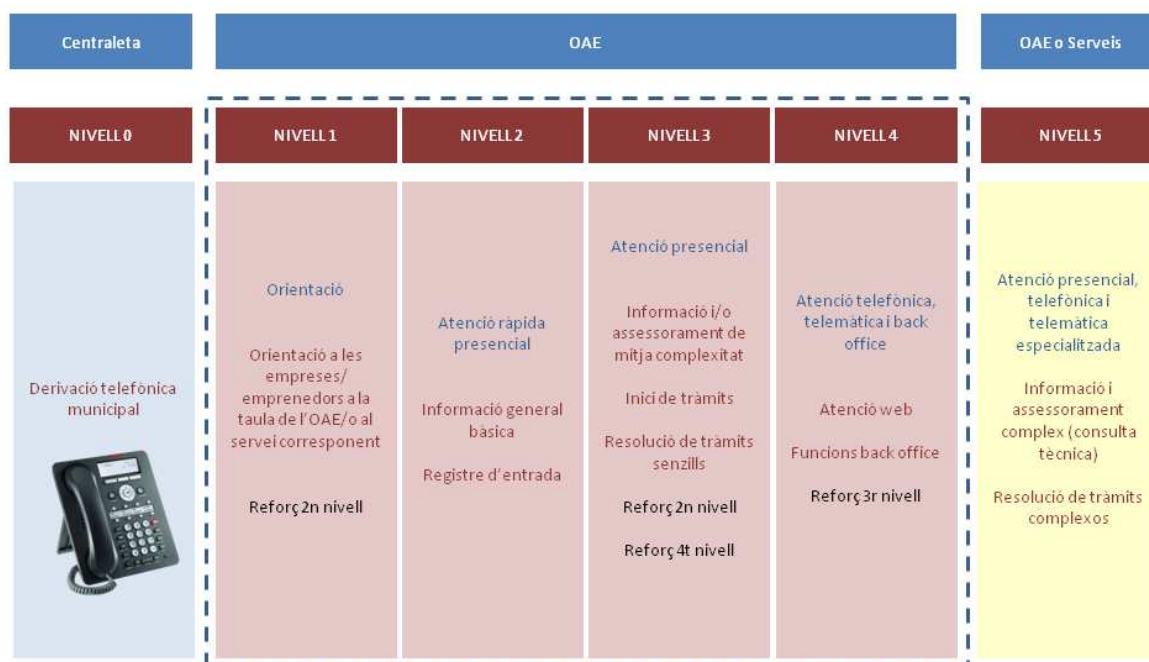 Centraleta
OAE
OAE o Serveis
NIVELL 0
NIVELL 1
NIVELL 2
NIVELL 3
NIVELL 4
NIVELL 5
Derivació telefònica
municipal
Orientació
Orientació a les
empreses/
emprenedors a la
taula de l'OAE/o al
servei corresponent
Reforç 2n nivell
Atenció ràpida
presencial
Informació general
bàsica
Registre d'entrada
Atenció presencial
Informació i/o
assessorament de
mitja complexitat
Inici de tràmits
Resolució de tràmits
senzills
Reforç 2n nivell
Reforç 4t nivell
Atenció telefònica,
telemàtica i back
office
Atenció web
Funcions back office
Reforç 3r nivell
Atenció presencial,
telefònica i
telemàtica
especialitzada
Informació i
assessorament
complex (consulta
tècnica)
Resolució de tràmits
complexos